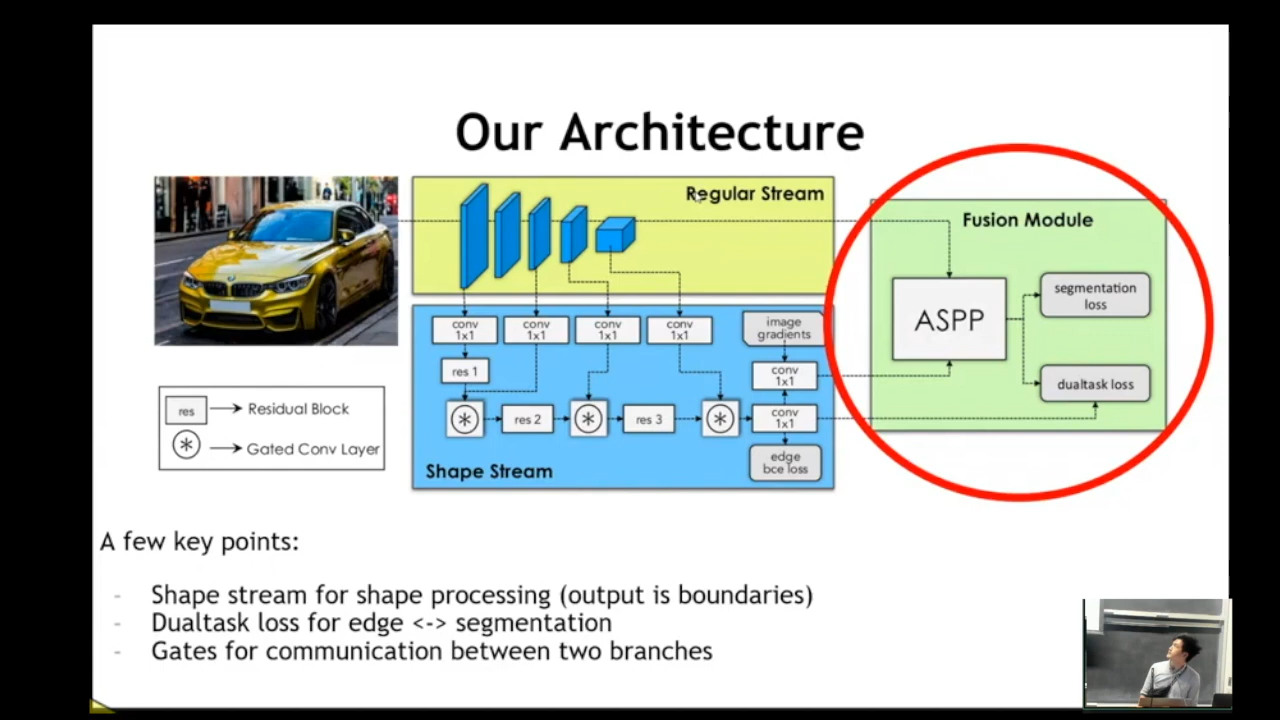 Our Architecture
Regular Stream
Fusion Module
ASPP
segmentation
loss
dualtask loss
conv
1x1
conv
1x1
conv
1x1
conv
1x1
image
gradients
res 1
conv
1x1
res 2
res 3
conv
1x1
edge
bce loss
Shape Stream
res
Residual Block
Gated Conv Layer
A few key points:
- Shape stream for shape processing (output is boundaries)
- Dualtask loss for edge <-> segmentation
- Gates for communication between two branches